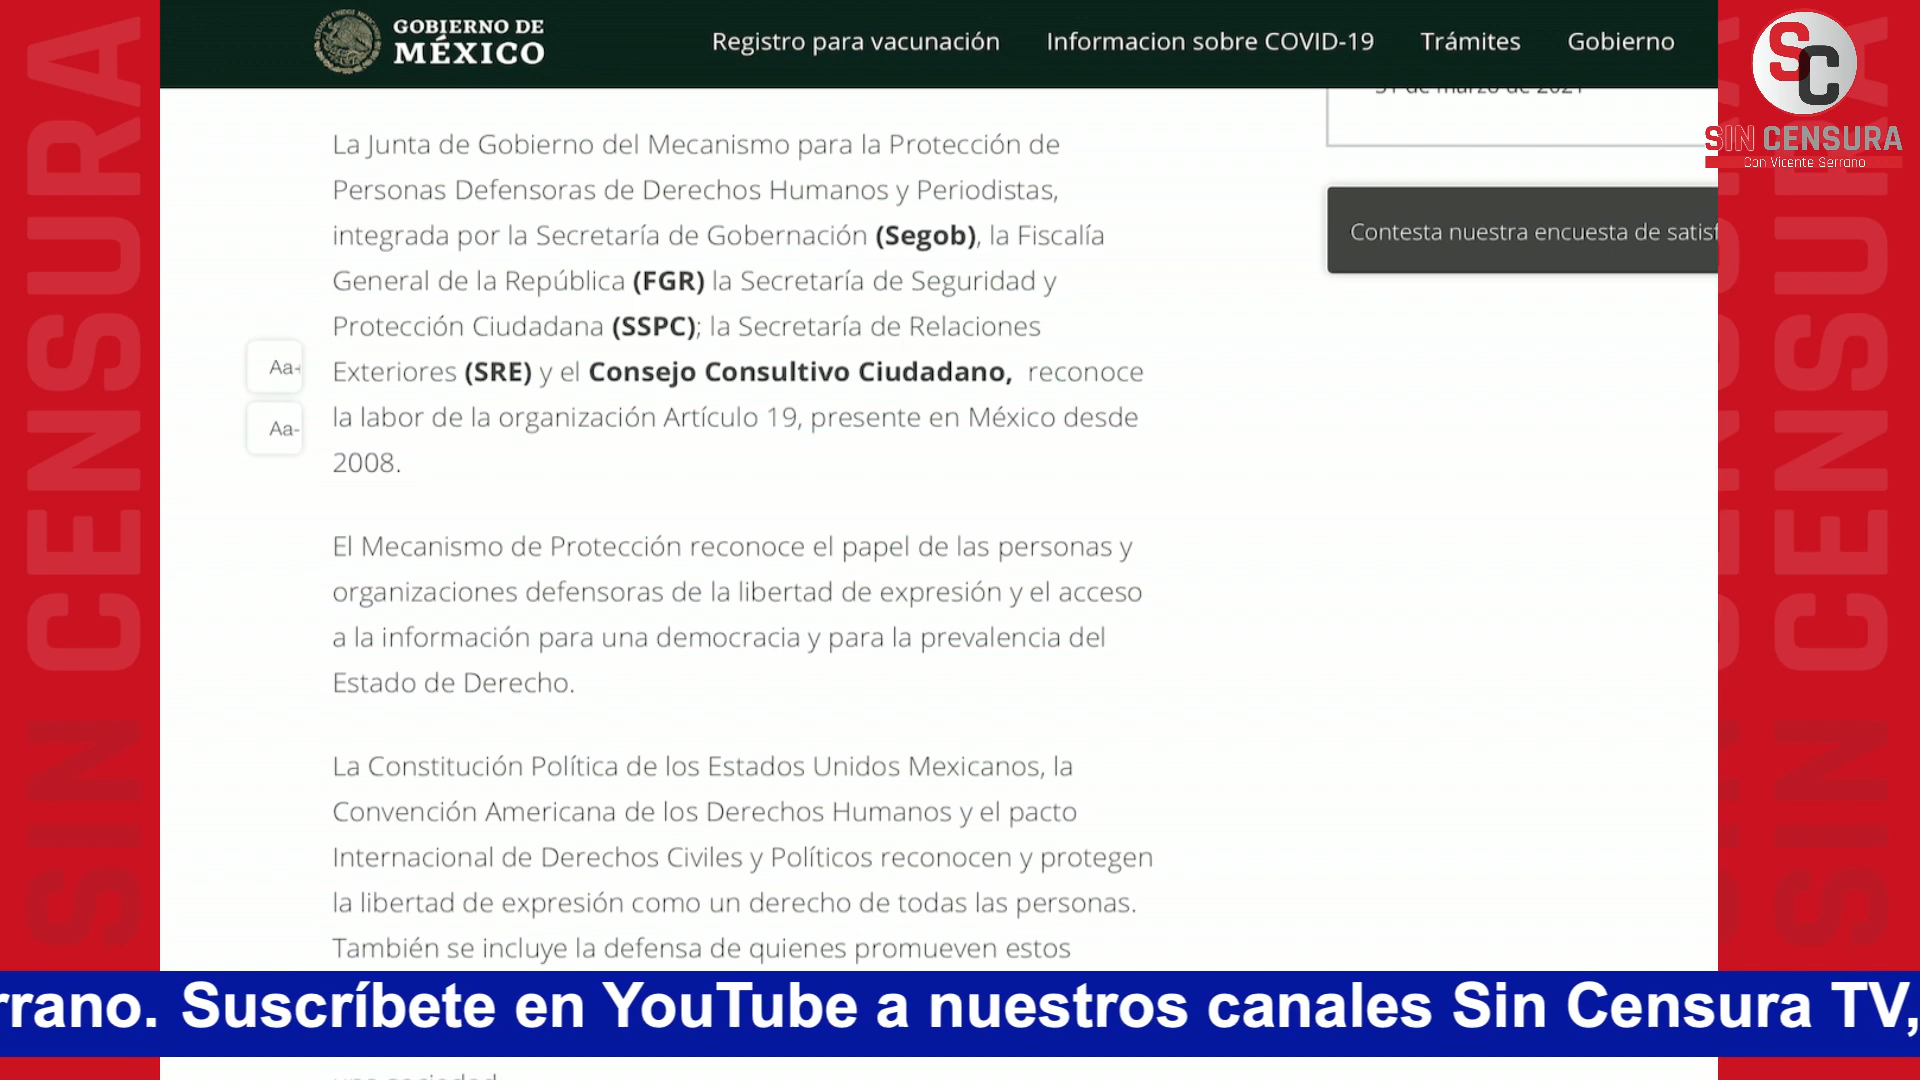 GOBIERNO DE
MÉXICO
Registro para vacunación
Informacion sobre COVID-19
Trámites
Gobierno
SC
SIN CENSURA
Con Vicente Serrano
31 de marzo de 2021
Contesta nuestra encuesta de satisf
La Junta de Gobierno del Mecanismo para la Protección de
Personas Defensoras de Derechos Humanos y Periodistas,
integrada por la Secretaría de Gobernación (Segob), la Fiscalía
General de la República (FGR) la Secretaría de Seguridad y
Protección Ciudadana (SSPC); la Secretaría de Relaciones
Exteriores (SRE) y el Consejo Consultivo Ciudadano, reconoce
la labor de la organización Artículo 19, presente en México desde
2008.
Aa+
Aa-
El Mecanismo de Protección reconoce el papel de las personas y
organizaciones defensoras de la libertad de expresión y el acceso
a la información para una democracia y para la prevalencia del
Estado de Derecho.
La Constitución Política de los Estados Unidos Mexicanos, la
Convención Americana de los Derechos Humanos y el pacto
Internacional de Derechos Civiles y Políticos reconocen y protegen
la libertad de expresión como un derecho de todas las personas.
También se incluye la defensa de quienes promueven estos
rrano. Suscríbete en YouTube a nuestros canales Sin Censura TV,
SIN CENSURA
SIN CENSURA